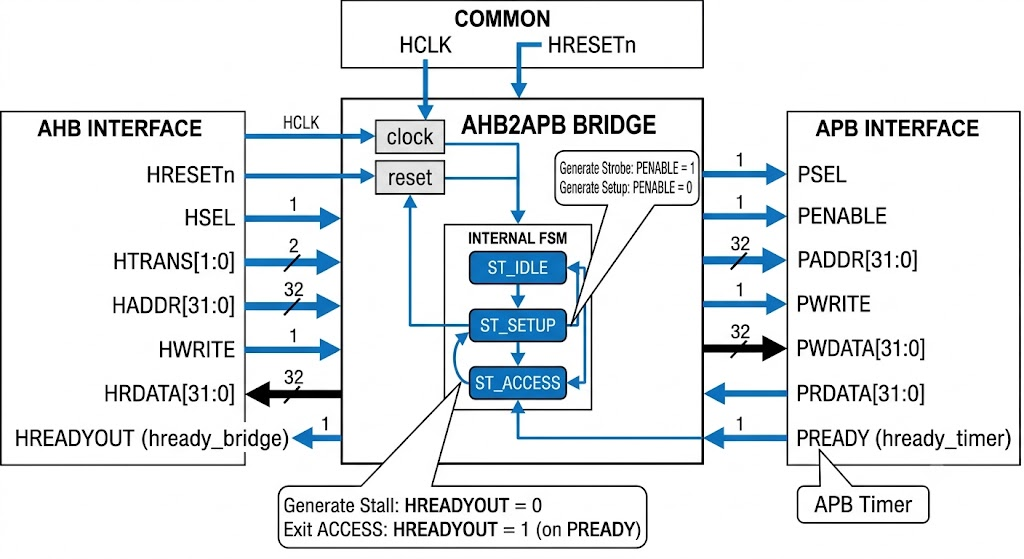 COMMON
HCLK
HRESETn
AHB INTERFACE
HCLK
HRESETn
HSEL
1
HTRANS[1:0]
2
HADDR[31:0]
32
HWRITE
1
HRDATA[31:0]
32
HREADYOUT (hready_bridge)
1
AHB2APB BRIDGE
clock
reset
Generate Strobe: PENABLE = 1
Generate Setup: PENABLE = 0
INTERNAL FSM
ST_IDLE
ST_SETUP
ST_ACCESS
Generate Stall: HREADYOUT = 0
Exit ACCESS: HREADYOUT = 1 (on PREADY)
APB INTERFACE
1
PSEL
1
PENABLE
32
PADDR[31:0]
1
PWRITE
32
PWDATA[31:0]
PRDATA[31:0]
1
PREADY (hready_timer)
APB Timer